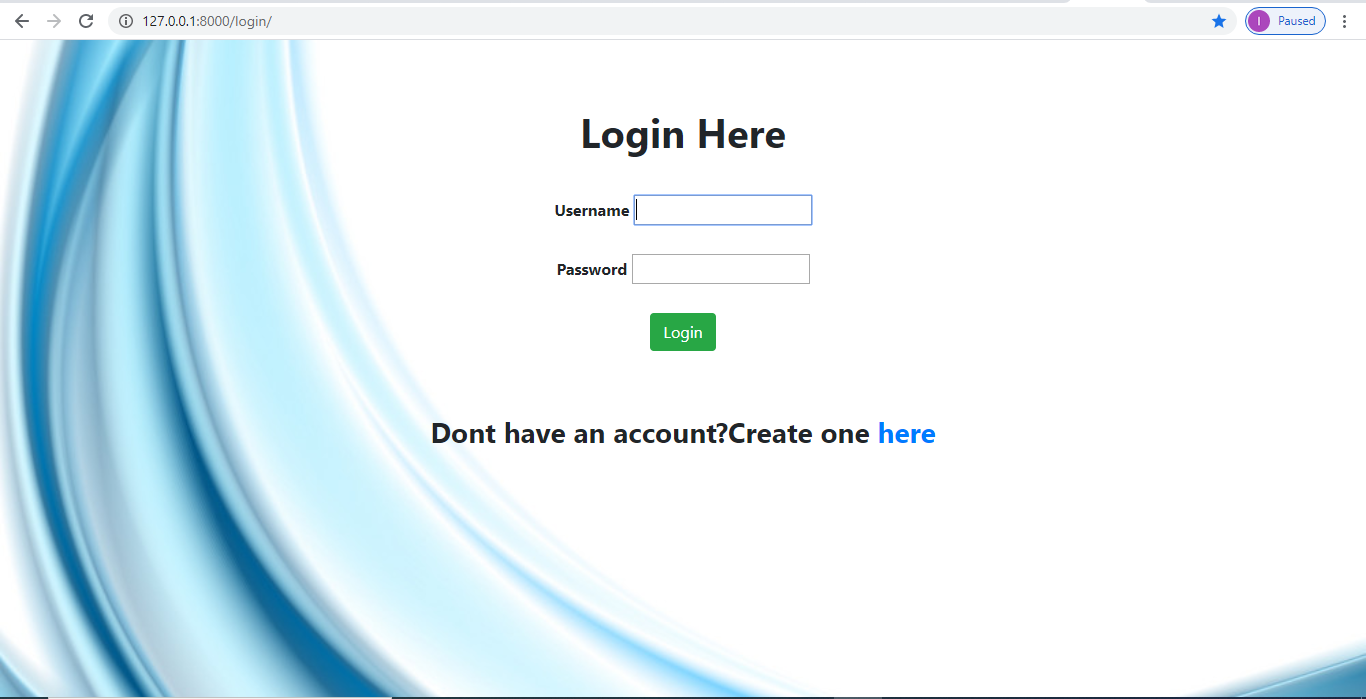 127.0.0.1:8000/login/
I Paused
Login Here
Username
Password
Login
Dont have an account?Create one here